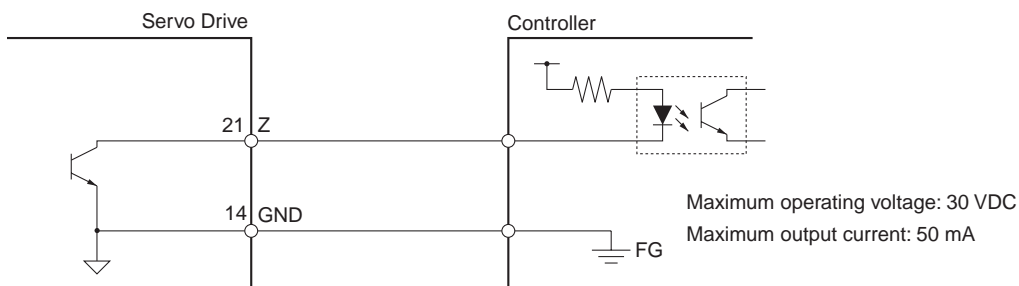 Servo Drive
Controller
21 Z
14 GND
FG
Maximum operating voltage: 30 VDC
Maximum output current: 50 mA